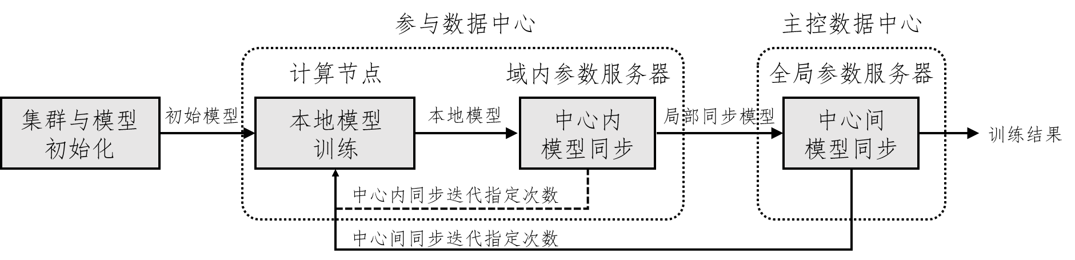 参与数据中心
主控数据中心
计算节点
域内参数服务器
全局参数服务器
集群与模型
初始化
初始模型
本地模型
训练
本地模型
中心内
模型同步
局部同步模型
中心间
模型同步
训练结果
中心内同步迭代指定次数
中心间同步迭代指定次数